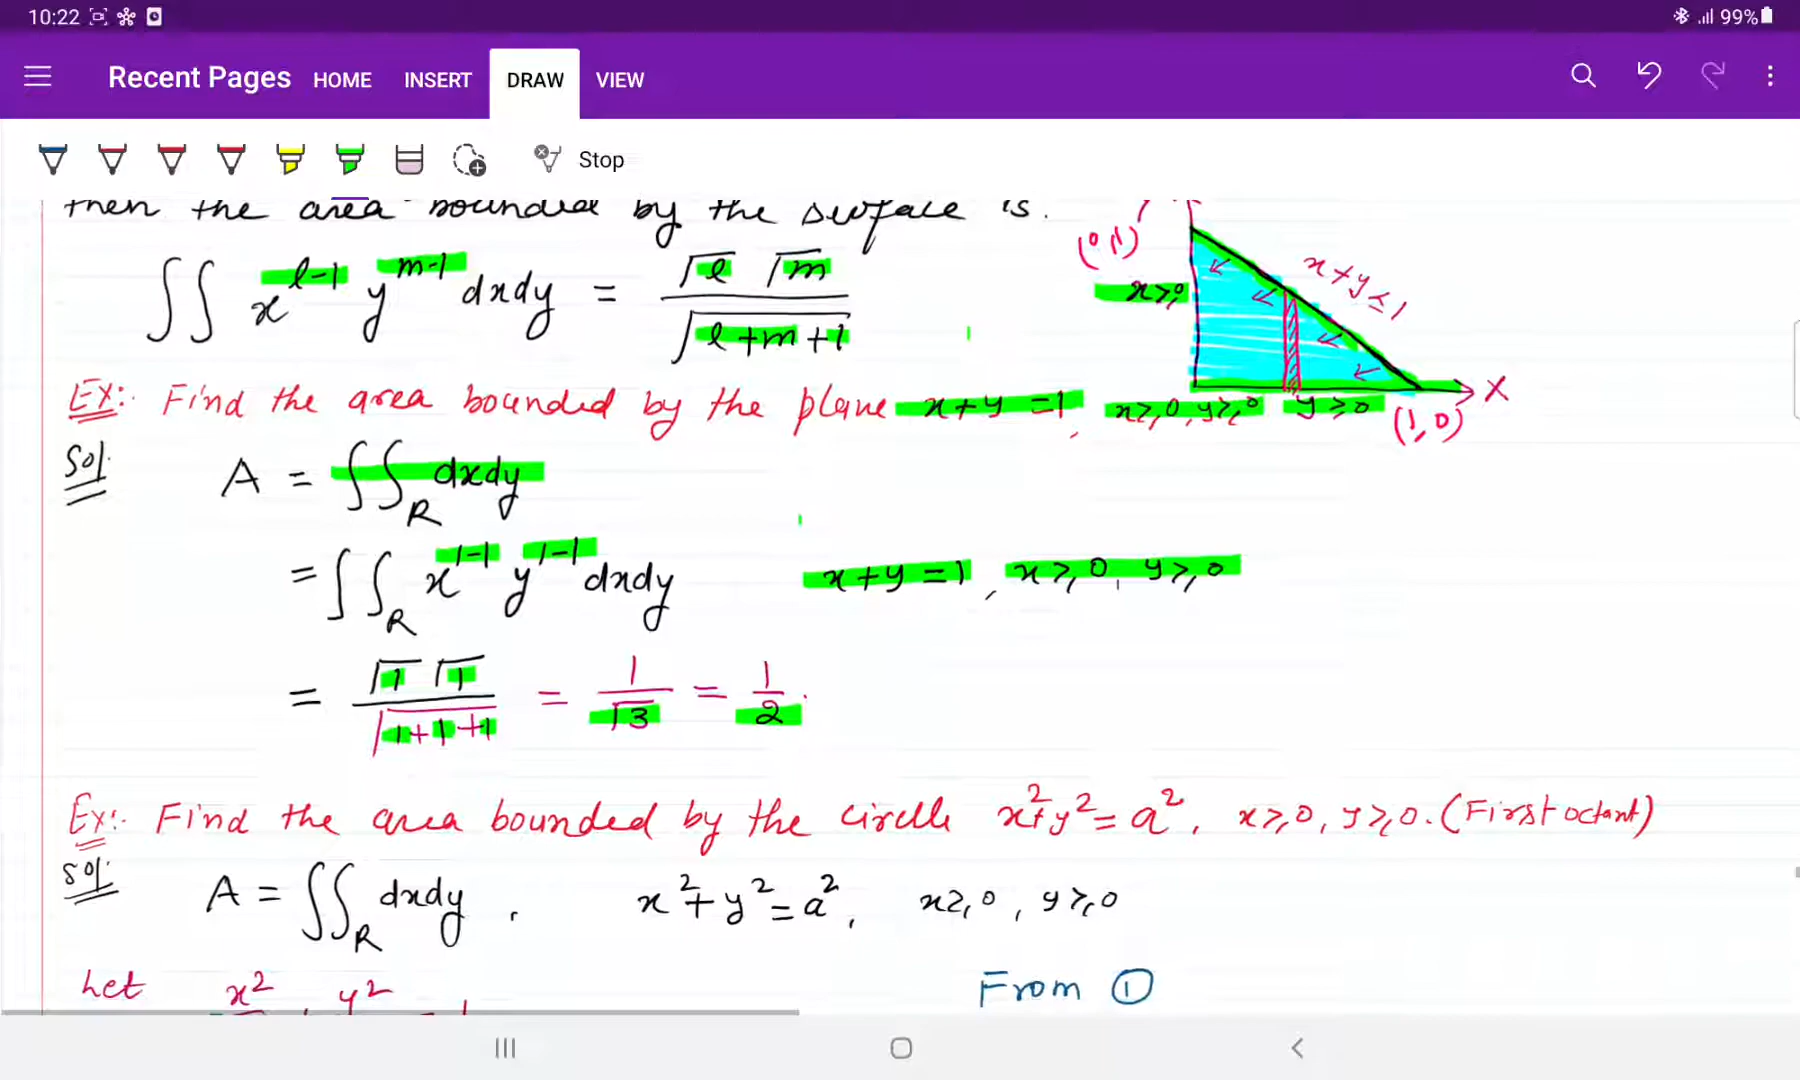 10:22 99%
Recent Pages HOME INSERT DRAW VIEW
Stop
then the area bounded by the surface is.
∫∫ x^{l-1} y^{m-1} dxdy = Γl Γm / Γl+m+1
(0,1)
x≥0
x+y≤1
X
y≥0
(1,0)
Ex:. Find the area bounded by the plane x+y=1, x≥0, y≥0
Sol. A = ∫∫_R dxdy
= ∫∫_R x^{1-1} y^{1-1} dxdy x+y=1, x≥0, y≥0
= Γ1 Γ1 / Γ1+1+1 = 1/Γ3 = 1/2.
Ex:. Find the area bounded by the circle x²+y²=a², x≥0, y≥0. (First octant)
Sol. A = ∫∫_R dxdy, x²+y²=a², x≥0, y≥0
Let x² y² From ①